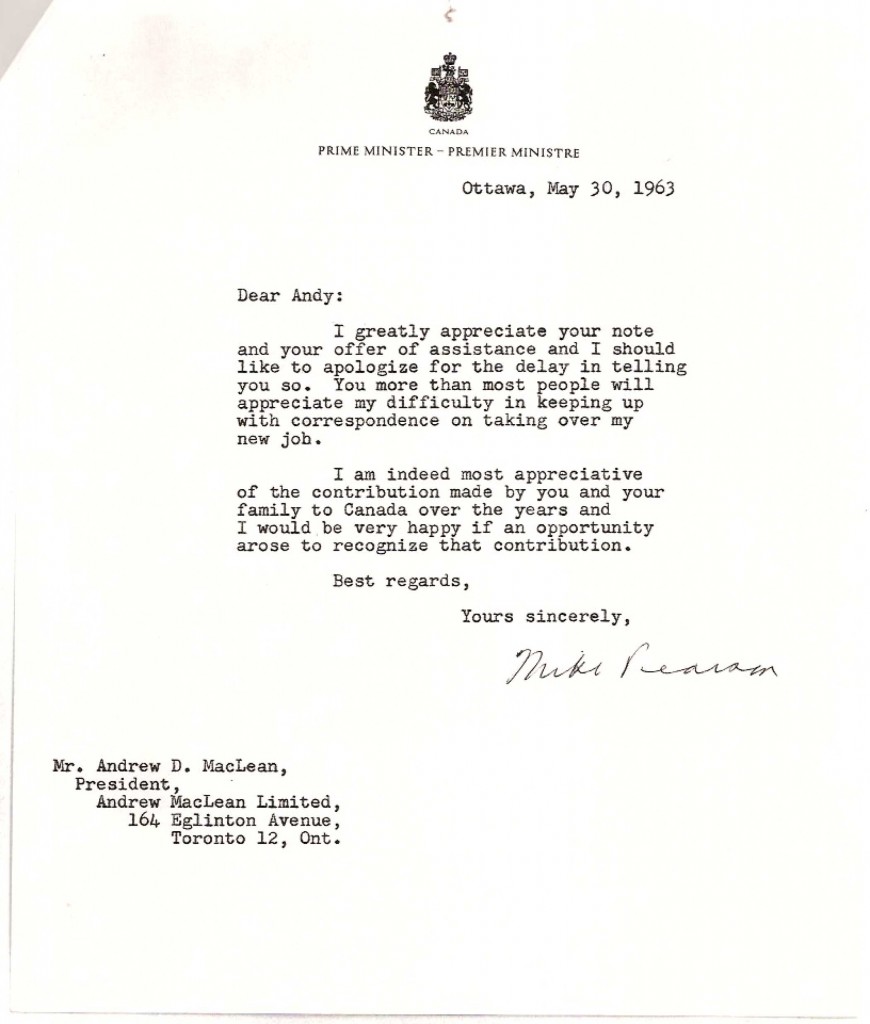 CANADA
PRIME MINISTER – PREMIER MINISTRE
Ottawa, May 30, 1963
Dear Andy:
I greatly appreciate your note
and your offer of assistance and I should
like to apologize for the delay in telling
you so. You more than most people will
appreciate my difficulty in keeping up
with correspondence on taking over my
new job.
I am indeed most appreciative
of the contribution made by you and your
family to Canada over the years and
I would be very happy if an opportunity
arose to recognize that contribution.
Best regards,
Yours sincerely,
Mike Pearson
Mr. Andrew D. MacLean,
President,
Andrew MacLean Limited,
164 Eglinton Avenue,
Toronto 12, Ont.